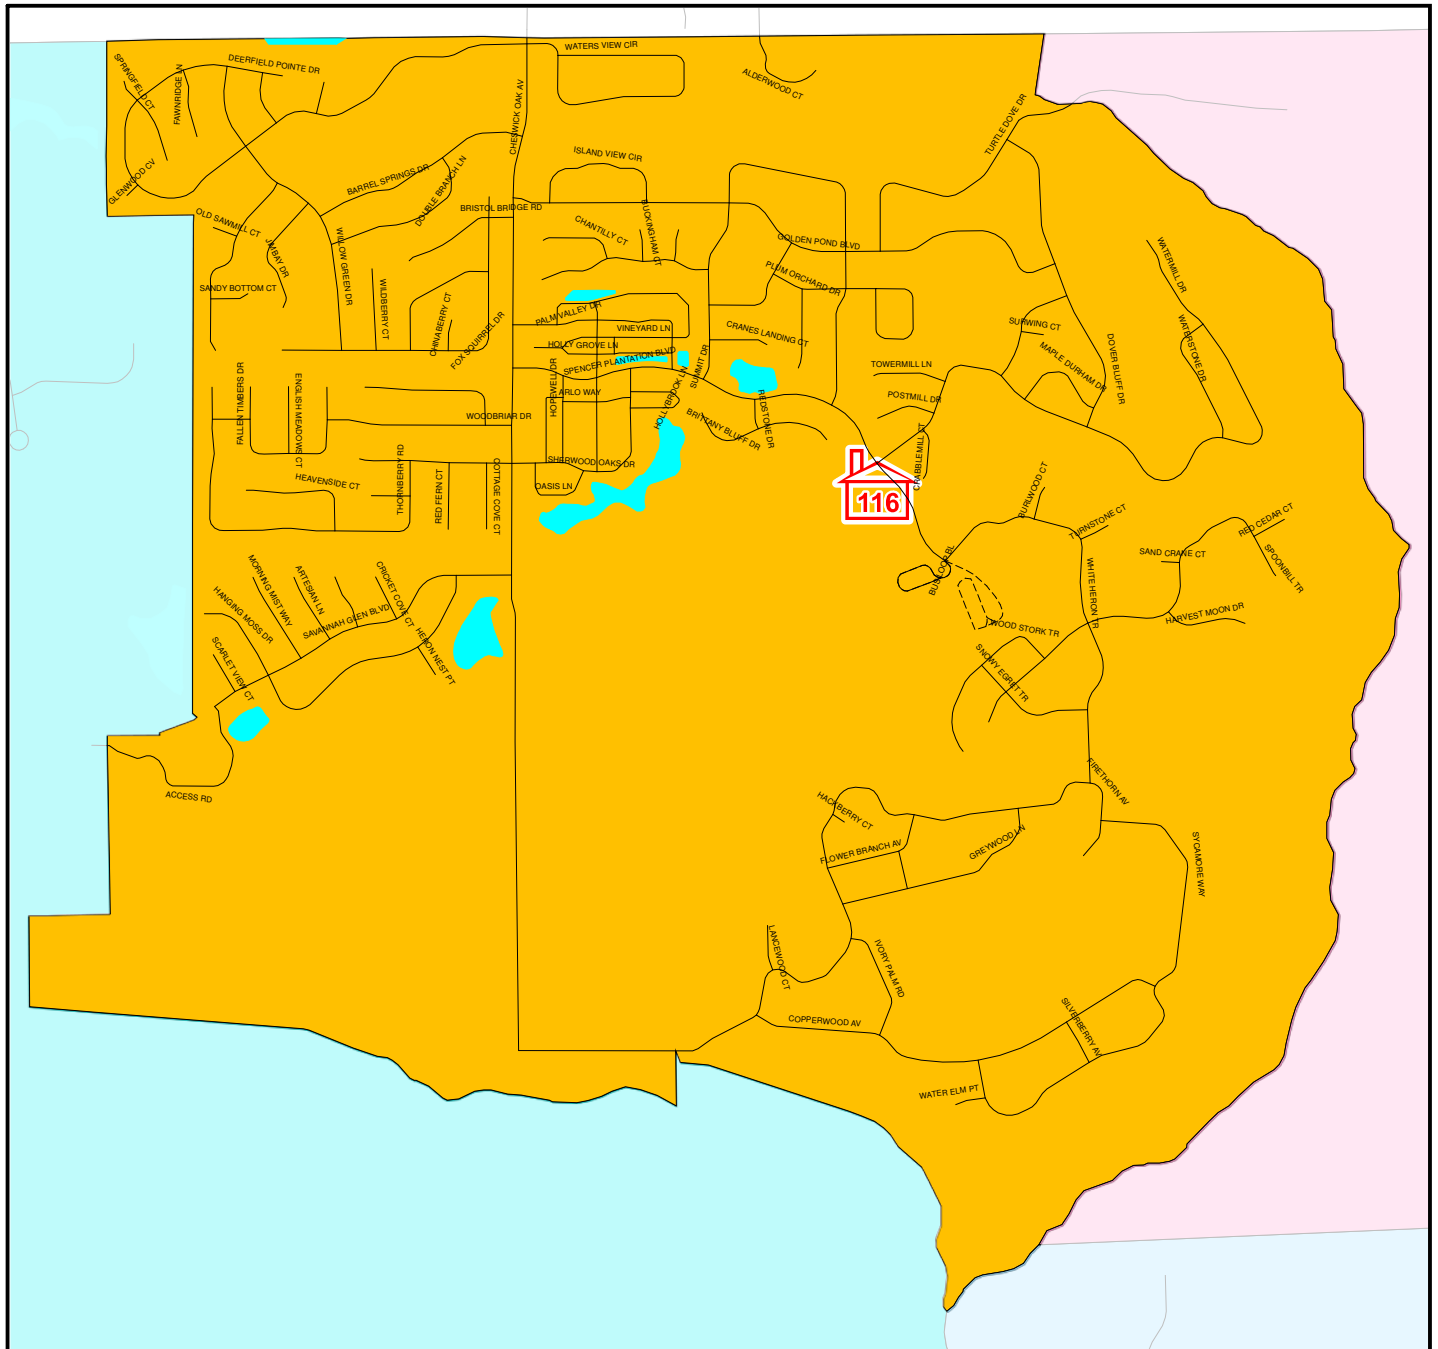 WATERS VIEW CIR
SPRINGFIELD CT
DEERFIELD POINTE DR
FAWNRIDGE LN
ALDERWOOD CT
CHESWICK OAK AV
TURTLE DOVE DR
GLENWOOD CV
BARREL SPRINGS DR
DOUBLE BRANCH LN
ISLAND VIEW CIR
BRISTOL BRIDGE RD
OLD SAWMILL CT
JIMBAY DR
WILLOW GREEN DR
CHANTILLY CT
BUCKINGHAM CT
GOLDEN POND BLVD
PLUM ORCHARD DR
WATERMILL DR
SANDY BOTTOM CT
WILDBERRY CT
CHINABERRY CT
FOX SQUIRREL DR
PALM VALLEY DR
VINEYARD LN
CRANES LANDING CT
SURWING CT
MAPLE DURHAM DR
DOVER BLUFF DR
WATERSTONE DR
HOLLY GROVE LN
SPENCER PLANTATION BLVD
SUMMIT DR
TOWERMILL LN
FALLEN TIMBERS DR
ENGLISH MEADOWS CT
HOPEWELL DR
ARLO WAY
HOLLYBROOK LN
REDSTONE DR
POSTMILL DR
WOODBRIAR DR
BRITTANY BLUFF DR
CRABBLEMILL CT
SHERWOOD OAKS DR
HEAVENSIDE CT
THORNBERRY RD
RED FERN CT
COTTAGE COVE CT
OASIS LN
116
BURLWOOD CT
TURNSTONE CT
RED CEDAR CT
SAND CRANE CT
SPOONBILL TR
BUS LOOP BL
WHITE HERON TR
MORNING MIST WAY
ARTESIAN LN
CRICKET COVE CT
HANGING MOSS DR
SAVANNAH GLEN BLVD
HERON NEST PT
SCARLET VIEW CT
WOOD STORK TR
HARVEST MOON DR
SNOWY EGRET TR
ACCESS RD
FIRETHORN AV
HACKBERRY CT
FLOWER BRANCH AV
GREYWOOD LN
SYCAMORE WAY
LANCEWOOD CT
IVORY PALM RD
COPPERWOOD AV
SILVERBERRY AV
WATER ELM PT